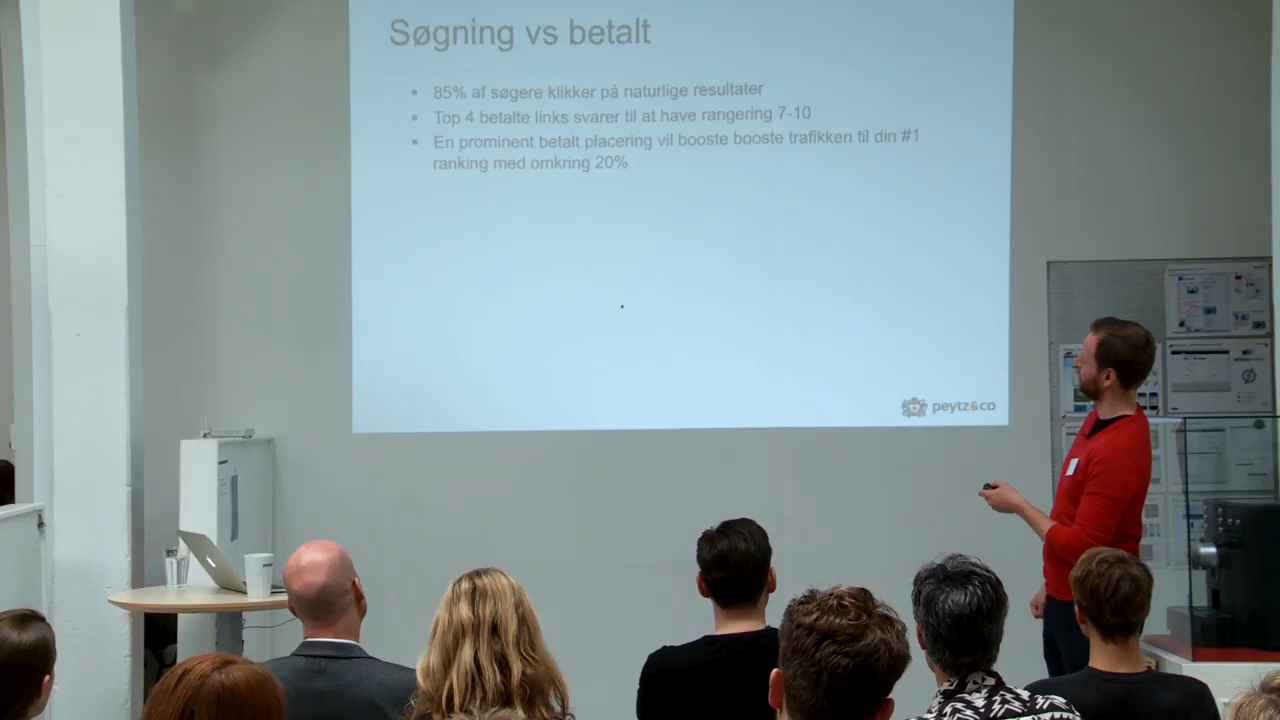 Søgning vs betalt
85% af søgere klikker på naturlige resultater
Top 4 betalte links svarer til at have rangering 7-10
En prominent betalt placering vil booste booste trafikken til din #1
ranking med omkring 20%
peytz&co